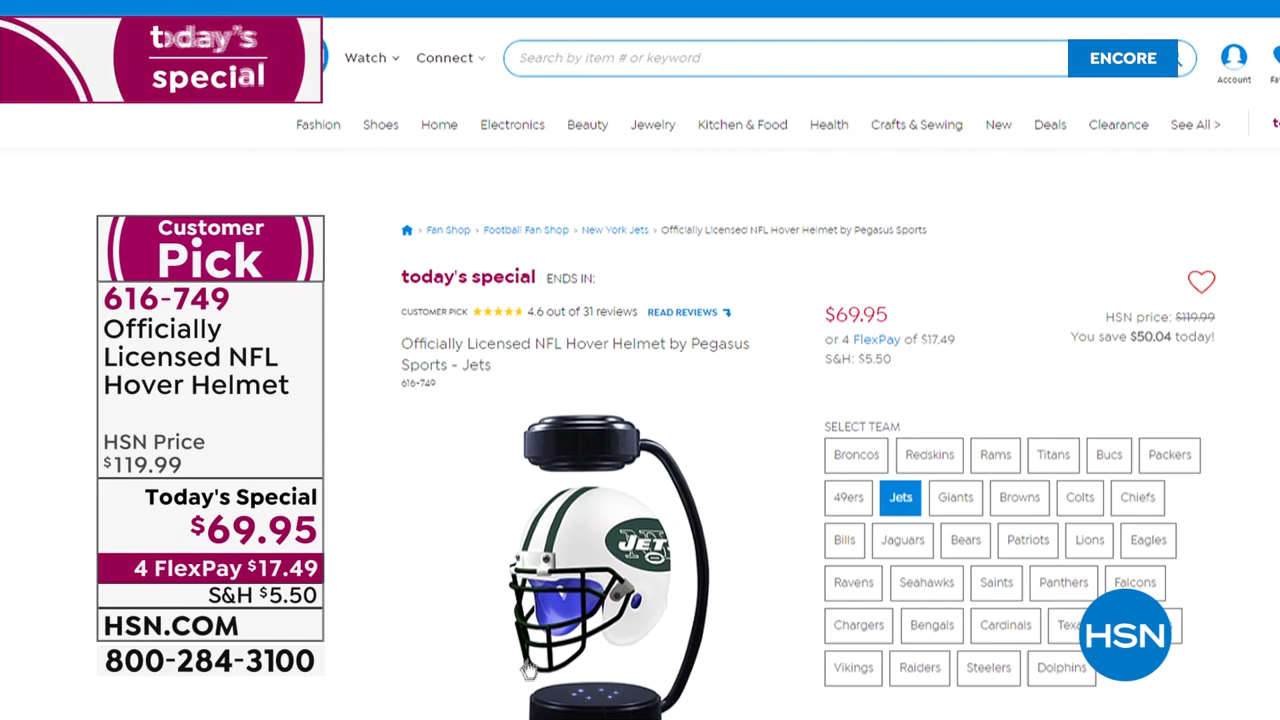 today's
special
Watch
Connect
Search by item # or keyword
ENCORE
Account
Fashion
Shoes
Home
Electronics
Beauty
Jewelry
Kitchen & Food
Health
Crafts & Sewing
New
Deals
Clearance
See All >
Customer
Pick
616-749
Officially
Licensed NFL
Hover Helmet
HSN Price
$119.99
Today's Special
$69.95
4 FlexPay $17.49
S&H $5.50
HSN.COM
800-284-3100
> Fan Shop > Football Fan Shop > New York Jets > Officially Licensed NFL Hover Helmet by Pegasus Sports
today's special ENDS IN:
CUSTOMER PICK 4.6 out of 31 reviews READ REVIEWS
Officially Licensed NFL Hover Helmet by Pegasus
Sports - Jets
616-749
JETS
$69.95
or 4 FlexPay of $17.49
S&H: $5.50
HSN price: $119.99
You save $50.04 today!
SELECT TEAM
Broncos
Redskins
Rams
Titans
Bucs
Packers
49ers
Jets
Giants
Browns
Colts
Chiefs
Bills
Jaguars
Bears
Patriots
Lions
Eagles
Ravens
Seahawks
Saints
Panthers
Falcons
Chargers
Bengals
Cardinals
HSN
Vikings
Raiders
Steelers
Dolphins